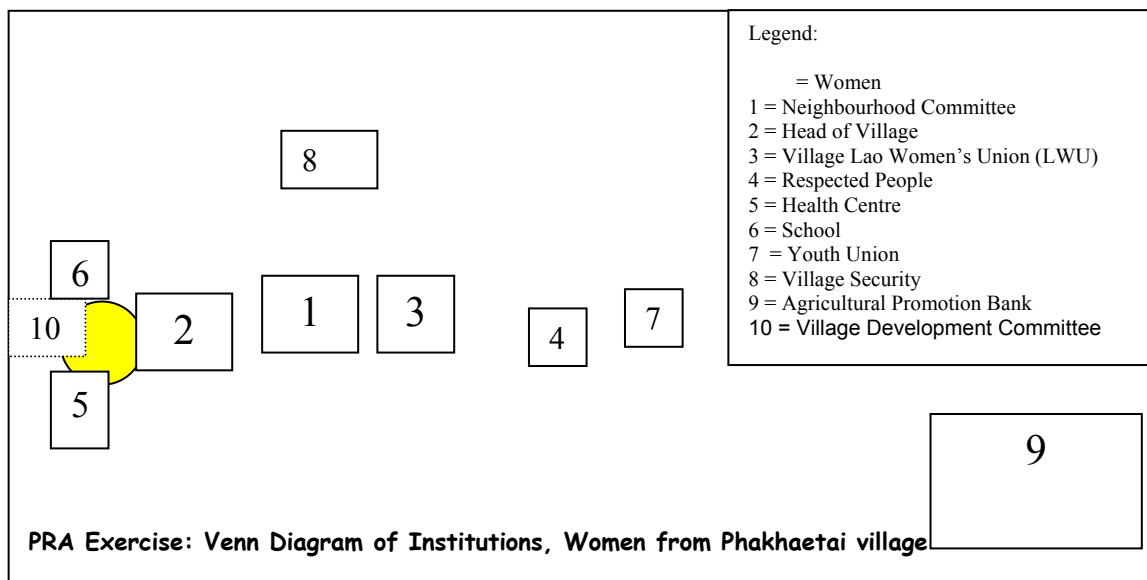 Legend:
= Women
1 = Neighbourhood Committee
2 = Head of Village
3 = Village Lao Women’s Union (LWU)
4 = Respected People
5 = Health Centre
6 = School
7 = Youth Union
8 = Village Security
9 = Agricultural Promotion Bank
10 = Village Development Committee
8
6
10
2
1
3
4
7
5
9
PRA Exercise: Venn Diagram of Institutions, Women from Phakhaetai village